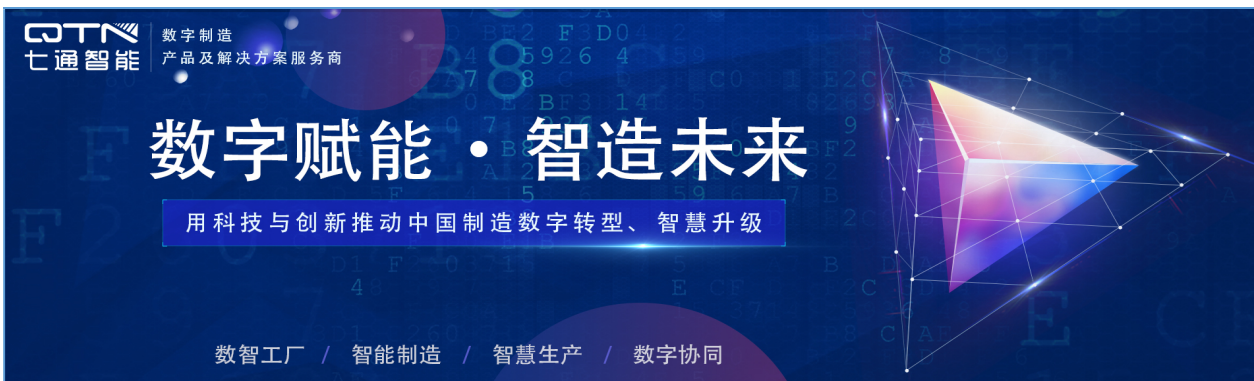 QTN
七通智能
数字制造
产品及解决方案服务商
数字赋能·智造未来
用科技与创新推动中国制造数字转型、智慧升级
数智工厂 / 智能制造 / 智慧生产 / 数字协同